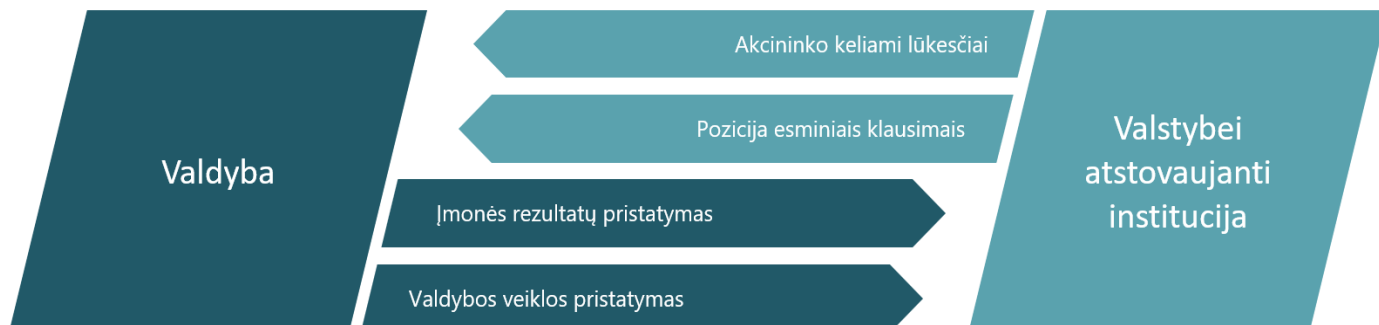 Valdyba
Akcininko keliami lūkesčiai
Pozicija esminiais klausimais
Įmonės rezultatų pristatymas
Valdybos veiklos pristatymas
Valstybei
atstovaujanti
institucija